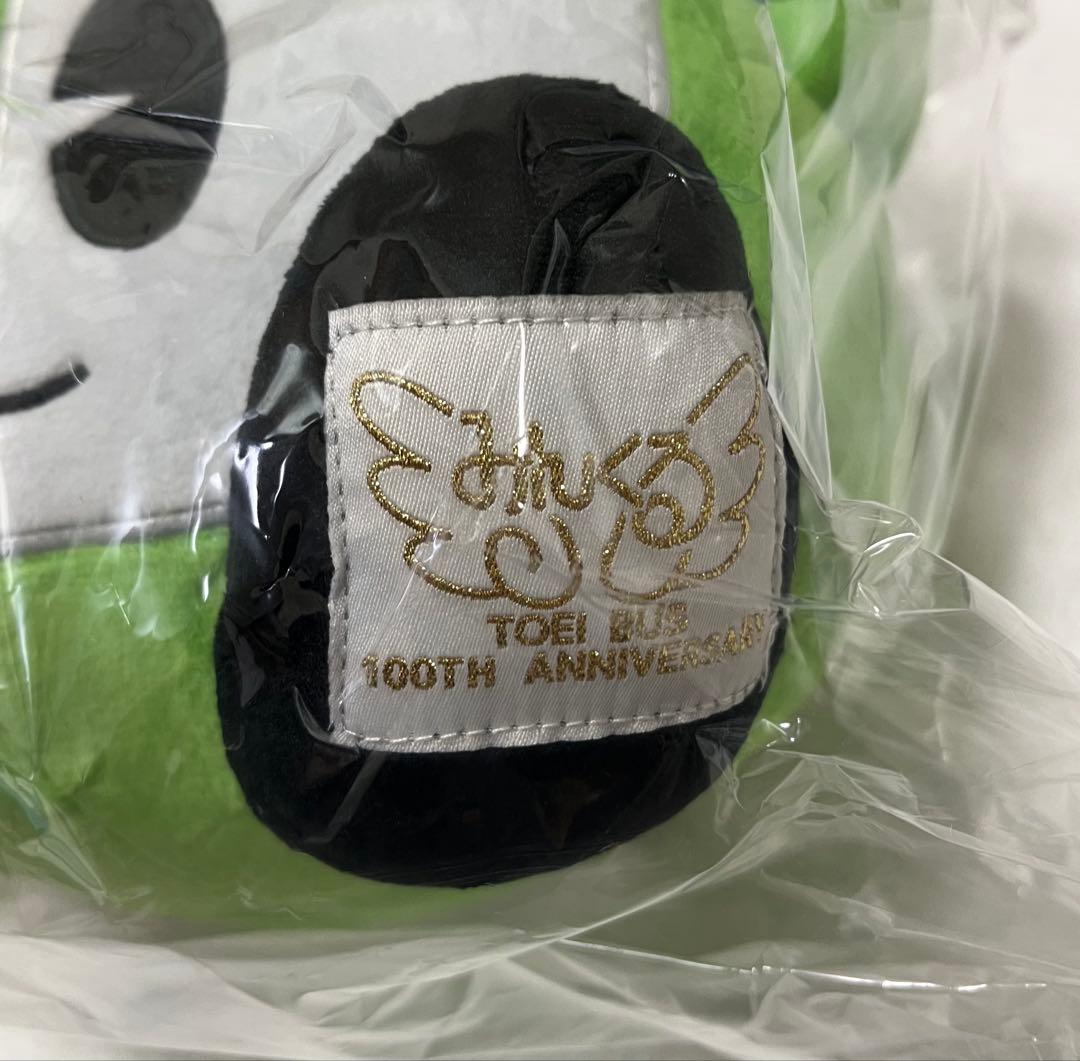 みんくる
TOEI BUS
100TH ANNIVERSARY